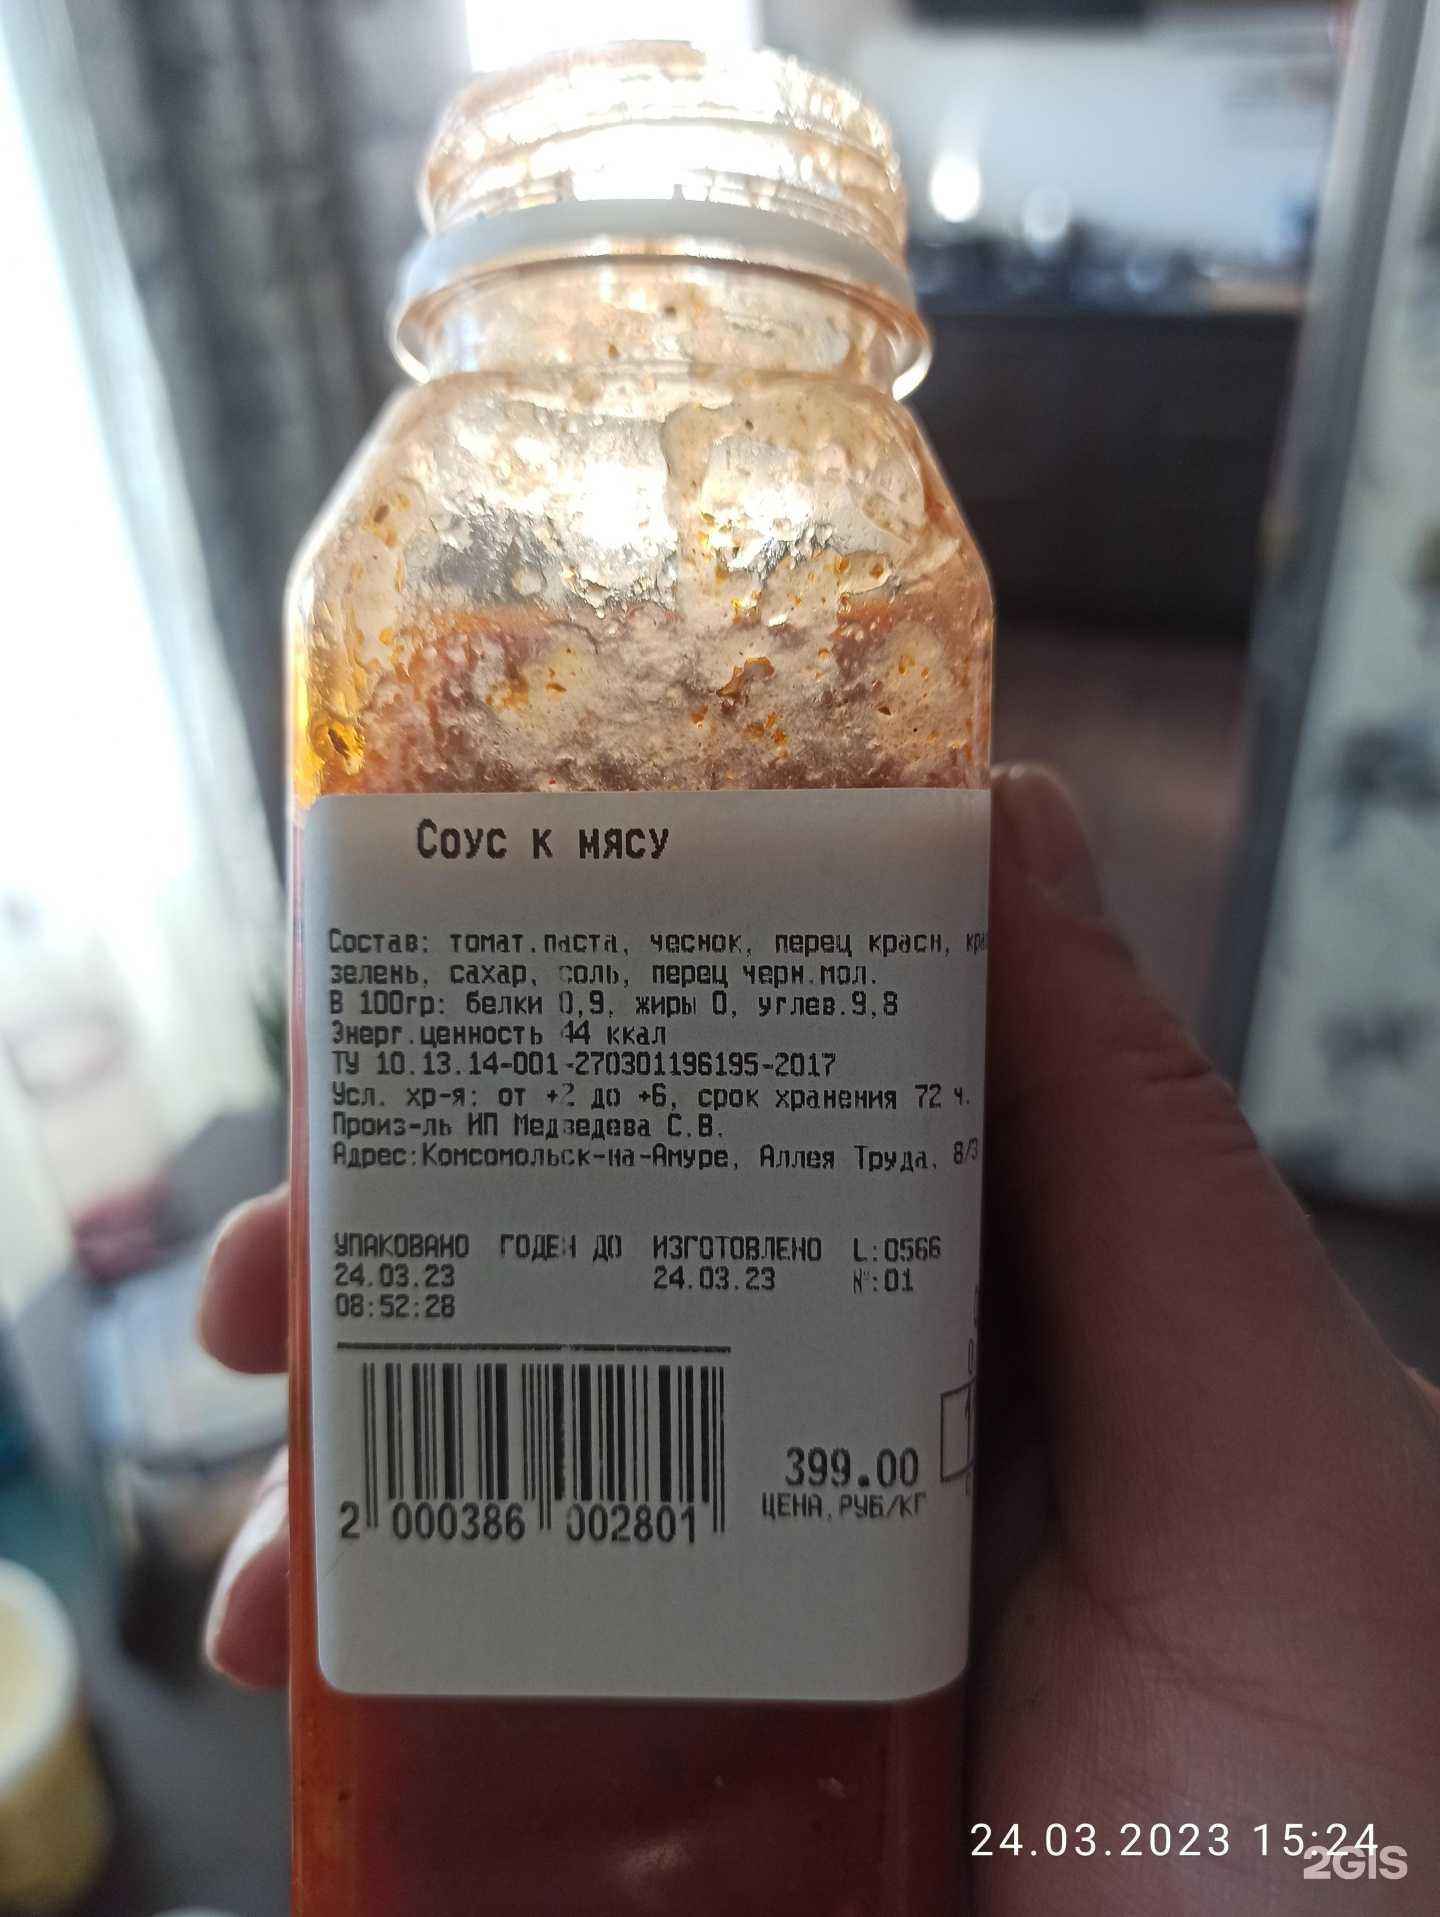 Соус к мясу
Состав: томат.паста, чеснок, перец красн,
зелень, сахар, соль, перец черн.мол.
В 100гр: белки 0,9, жиры 0, углев.9,8
Энерг.ценность 44 ккал
ТУ 10.13.14-001-270301196195-2017
Усл. хр-я: от +2 до +6, срок хранения 72 ч.
Произ-ль ИП Медведева С.В.
Адрес:Комсомольск-на-Амуре, Аллея Труда, 8/3
УПАКОВАНО ГОДЕН ДО ИЗГОТОВЛЕНО L:0566
24.03.23 24.03.23 №:01
08:52:28
399.00
ЦЕНА,РУБ/КГ
2 000386 002801
24.03.2023 15:24
2GIS